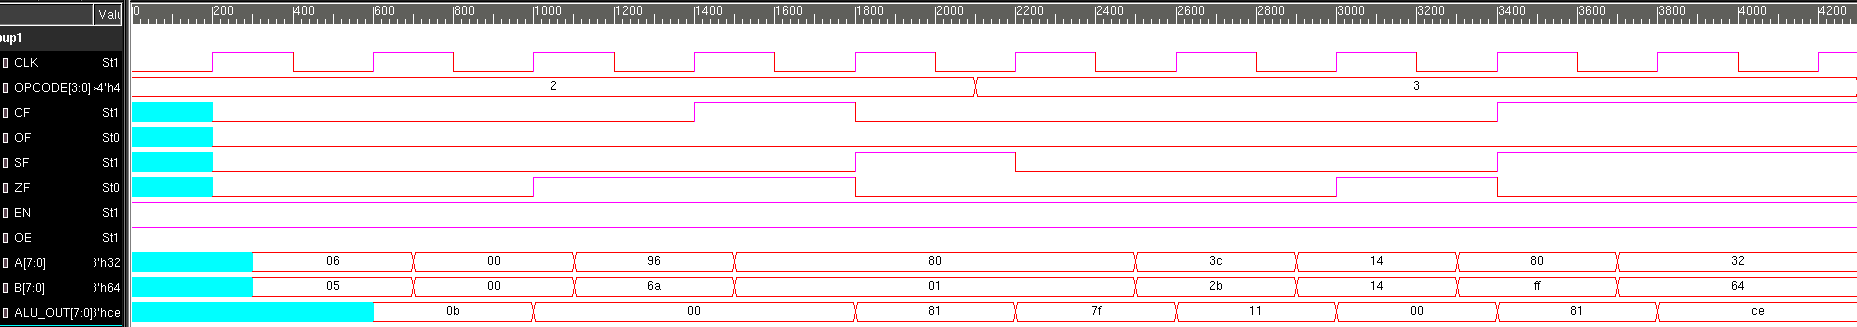 Valu 0 200 400 600 800 1000 1200 1400 1600 1800 2000 2200 2400 2600 2800 3000 3200 3400 3600 3800 4000 4200
oup1
CLK St1
OPCODE[3:0] 4'h4 2 3
CF St1
OF St0
SF St1
ZF St0
EN St1
OE St1
A[7:0] 3'h32 06 00 96 80 3c 14 80 32
B[7:0] 3'h64 05 00 6a 01 2b 14 ff 64
ALU_OUT[7:0] 3'hce 0b 00 81 7f 11 00 81 ce